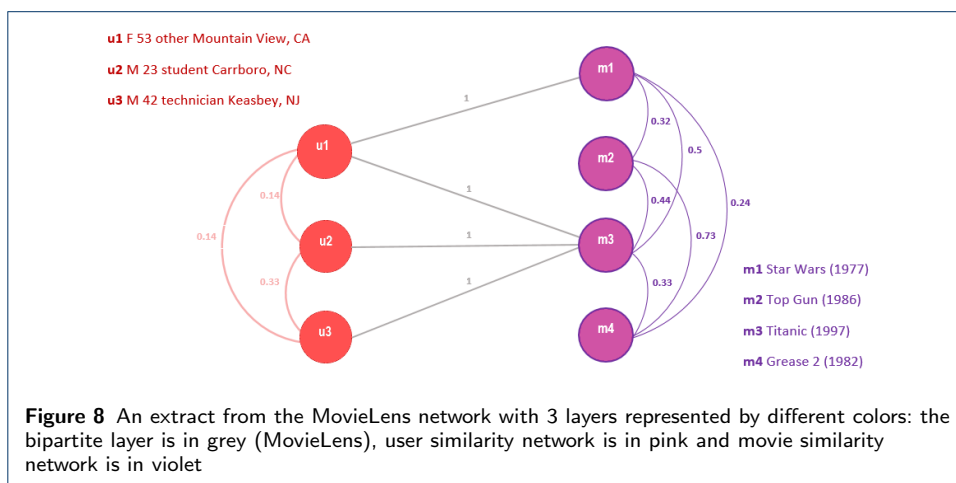 u1 F 53 other Mountain View, CA
u2 M 23 student Carrboro, NC
u3 M 42 technician Keasbey, NJ
u1
u2
u3
0.14
0.14
0.33
1
1
1
1
m1
m2
m3
m4
0.32
0.5
0.44
0.24
0.73
0.33
m1 Star Wars (1977)
m2 Top Gun (1986)
m3 Titanic (1997)
m4 Grease 2 (1982)
Figure 8 An extract from the MovieLens network with 3 layers represented by different colors: the
bipartite layer is in grey (MovieLens), user similarity network is in pink and movie similarity
network is in violet